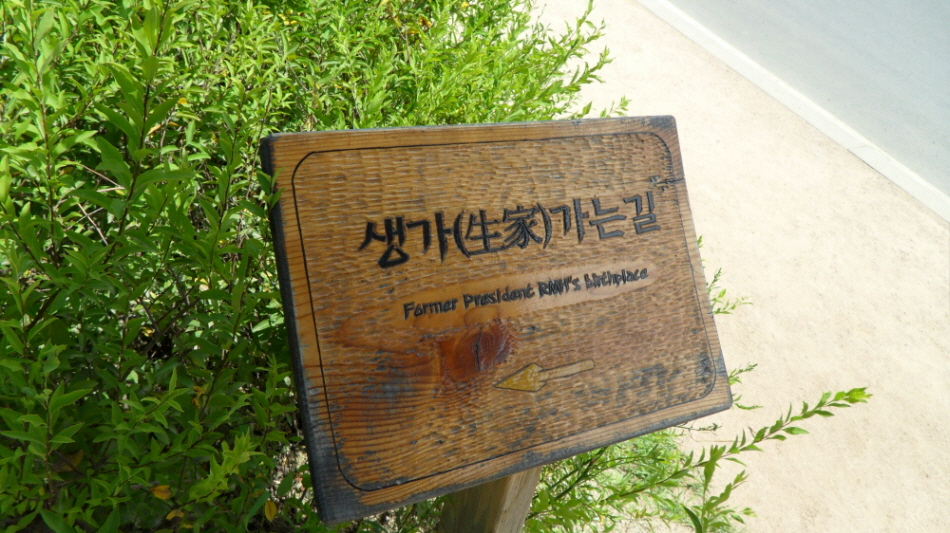 생가(生家)가는길
Former President RMH's birthplace